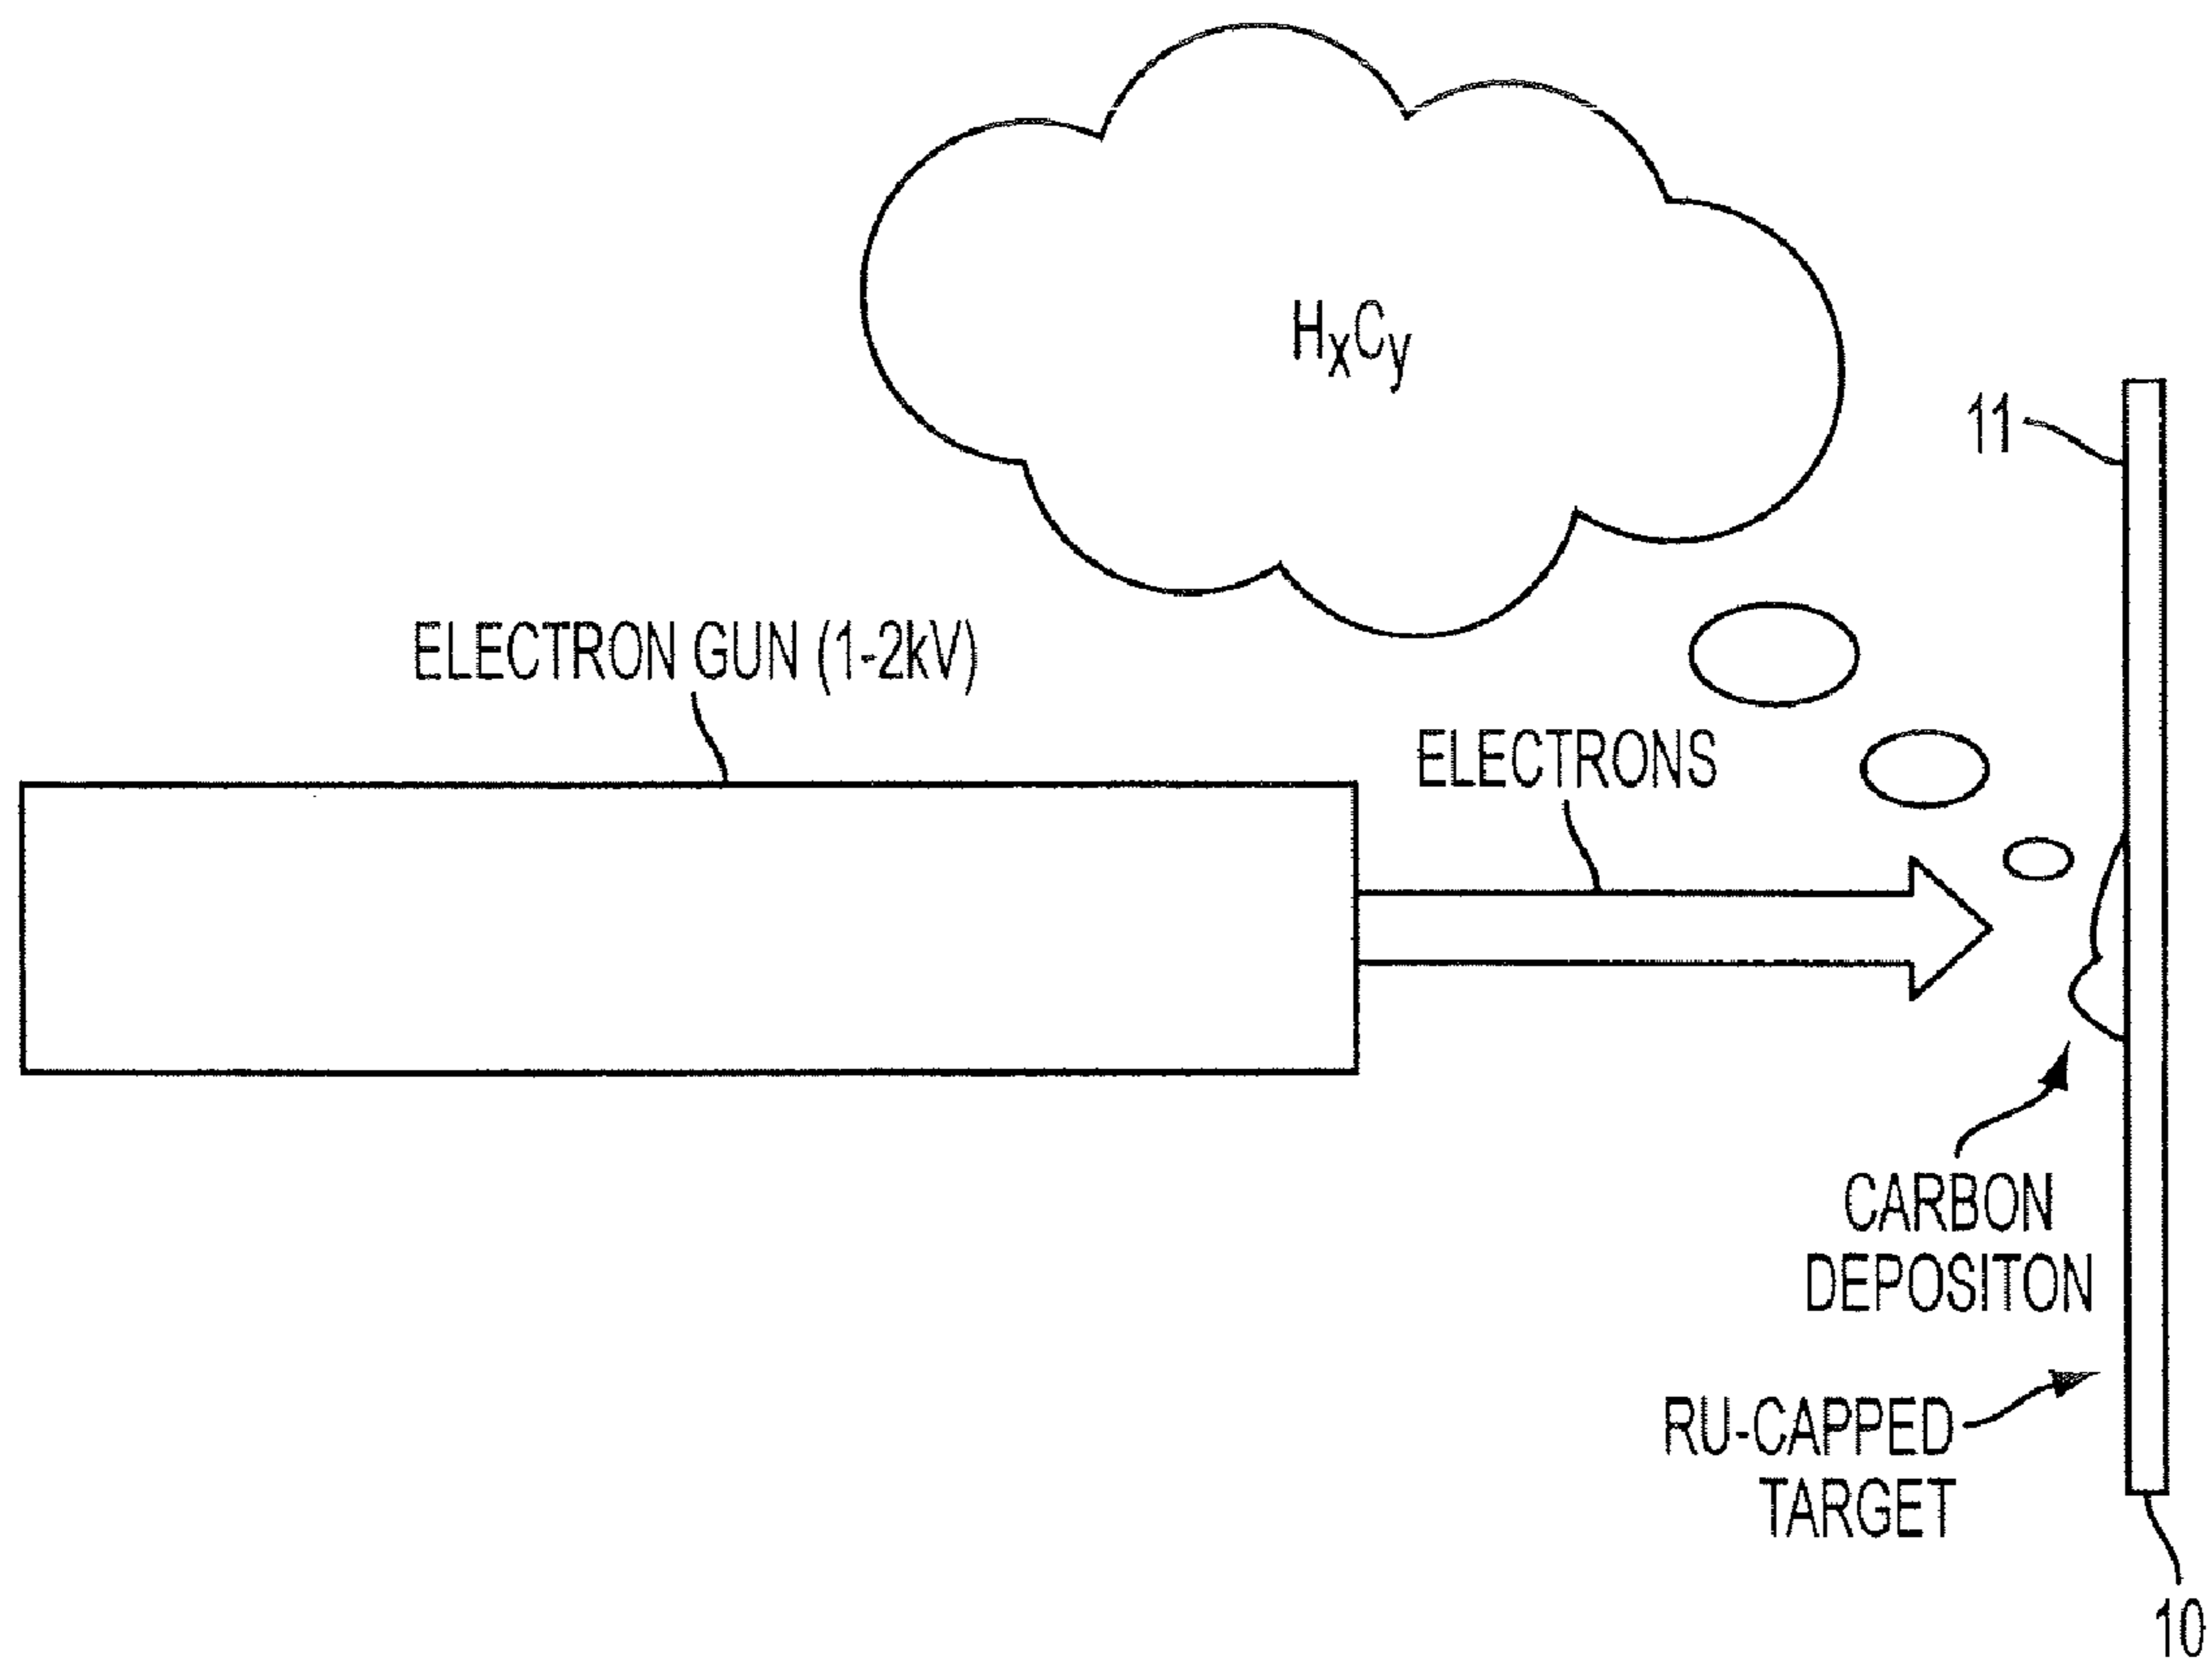 HxCy
11
ELECTRON GUN (1-2kV)
ELECTRONS
CARBON
DEPOSITON
RU-CAPPED
TARGET
10